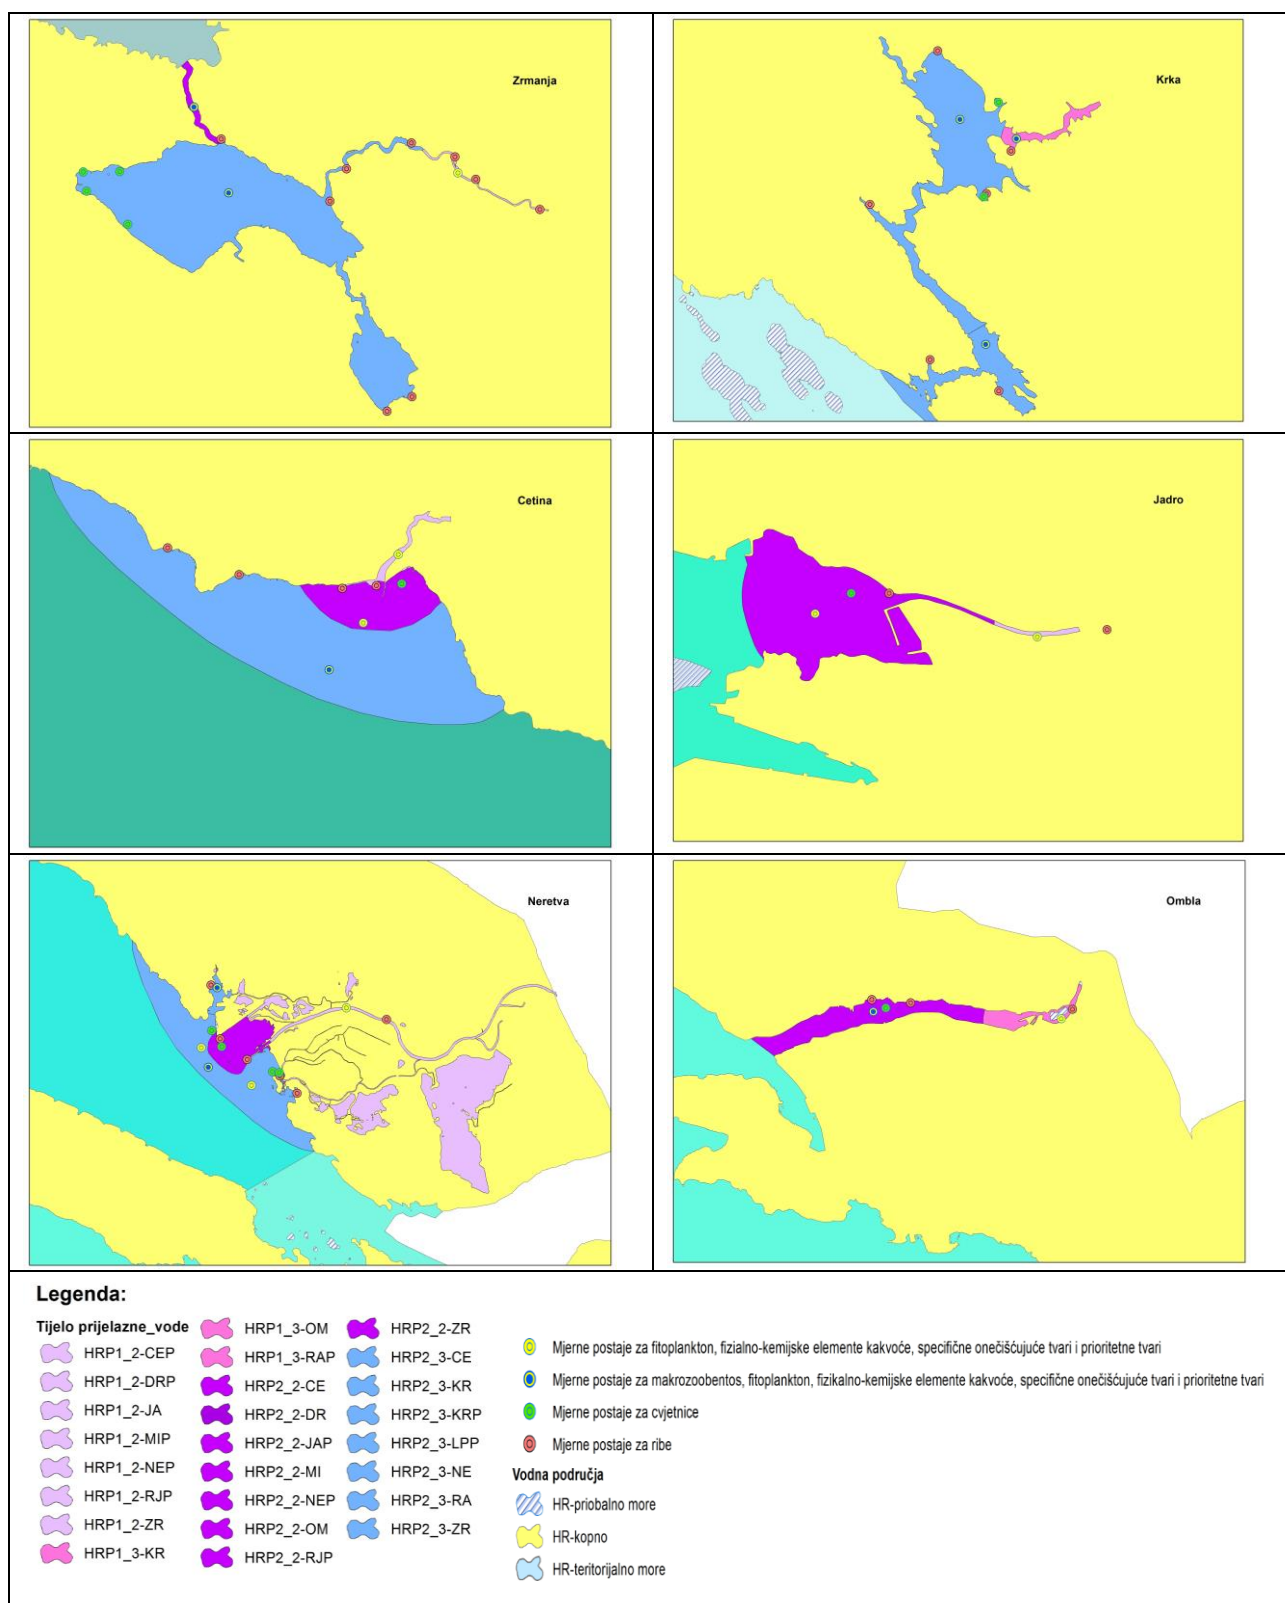 Zrmanja
Krka
Cetina
Jadro
Neretva
Ombla
Legenda:
Tijelo prijelazne_vode
HRP1_2-CEP
HRP1_2-DRP
HRP1_2-JA
HRP1_2-MIP
HRP1_2-NEP
HRP1_2-RJP
HRP1_2-ZR
HRP1_3-KR
HRP1_3-OM
HRP1_3-RAP
HRP2_2-CE
HRP2_2-DR
HRP2_2-JAP
HRP2_2-MI
HRP2_2-NEP
HRP2_2-OM
HRP2_2-RJP
HRP2_2-ZR
HRP2_3-CE
HRP2_3-KR
HRP2_3-KRP
HRP2_3-LPP
HRP2_3-NE
HRP2_3-RA
HRP2_3-ZR
Mjerne postaje za fitoplankton, fizialno-kemijske elemente kakvoće, specifične onečišćujuće tvari i prioritetne tvari
Mjerne postaje za makrozoobentos, fitoplankton, fizikalno-kemijske elemente kakvoće, specifične onečišćujuće tvari i prioritetne tvari
Mjerne postaje za cvjetnice
Mjerne postaje za ribe
Vodna područja
HR-priobalno more
HR-kopno
HR-teritorijalno more